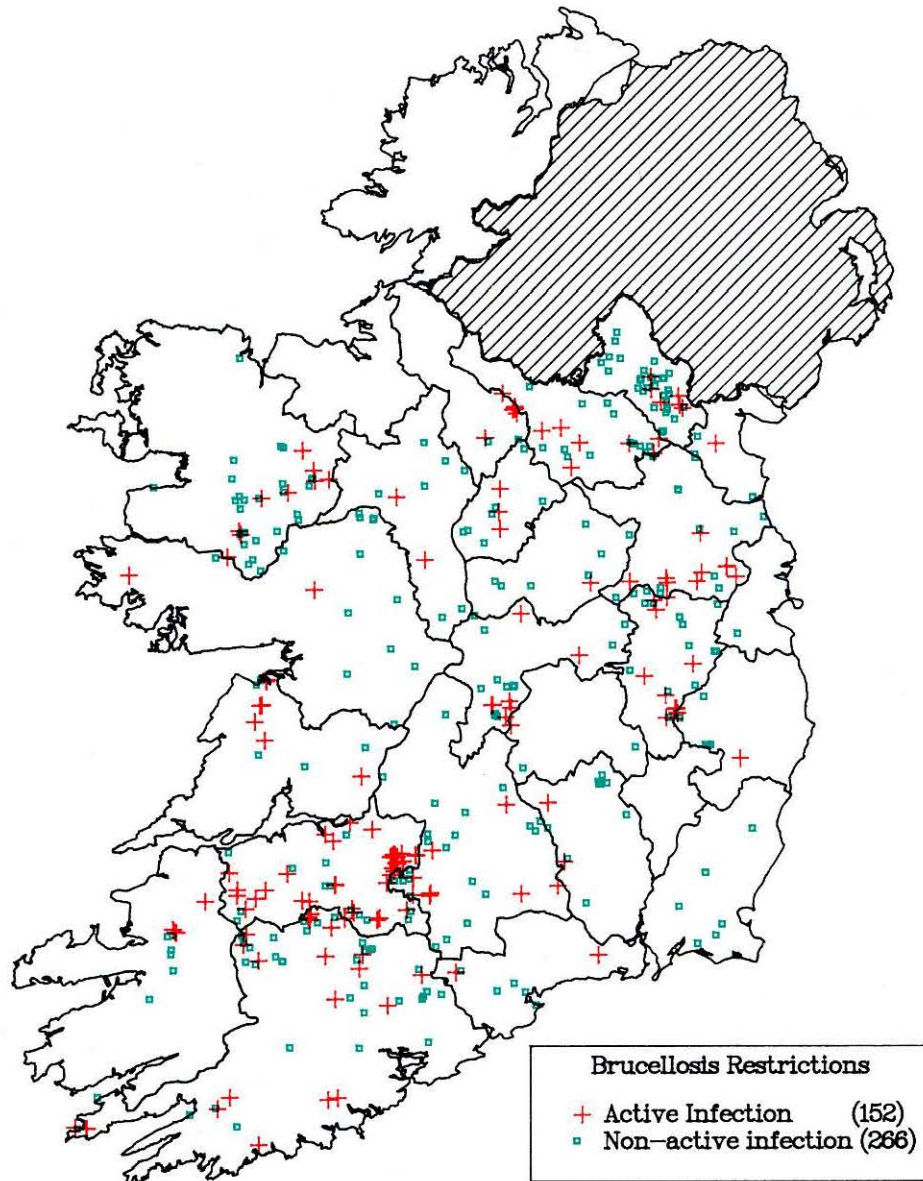 Brucellosis Restrictions
+ Active Infection (152)
▫ Non-active infection (266)